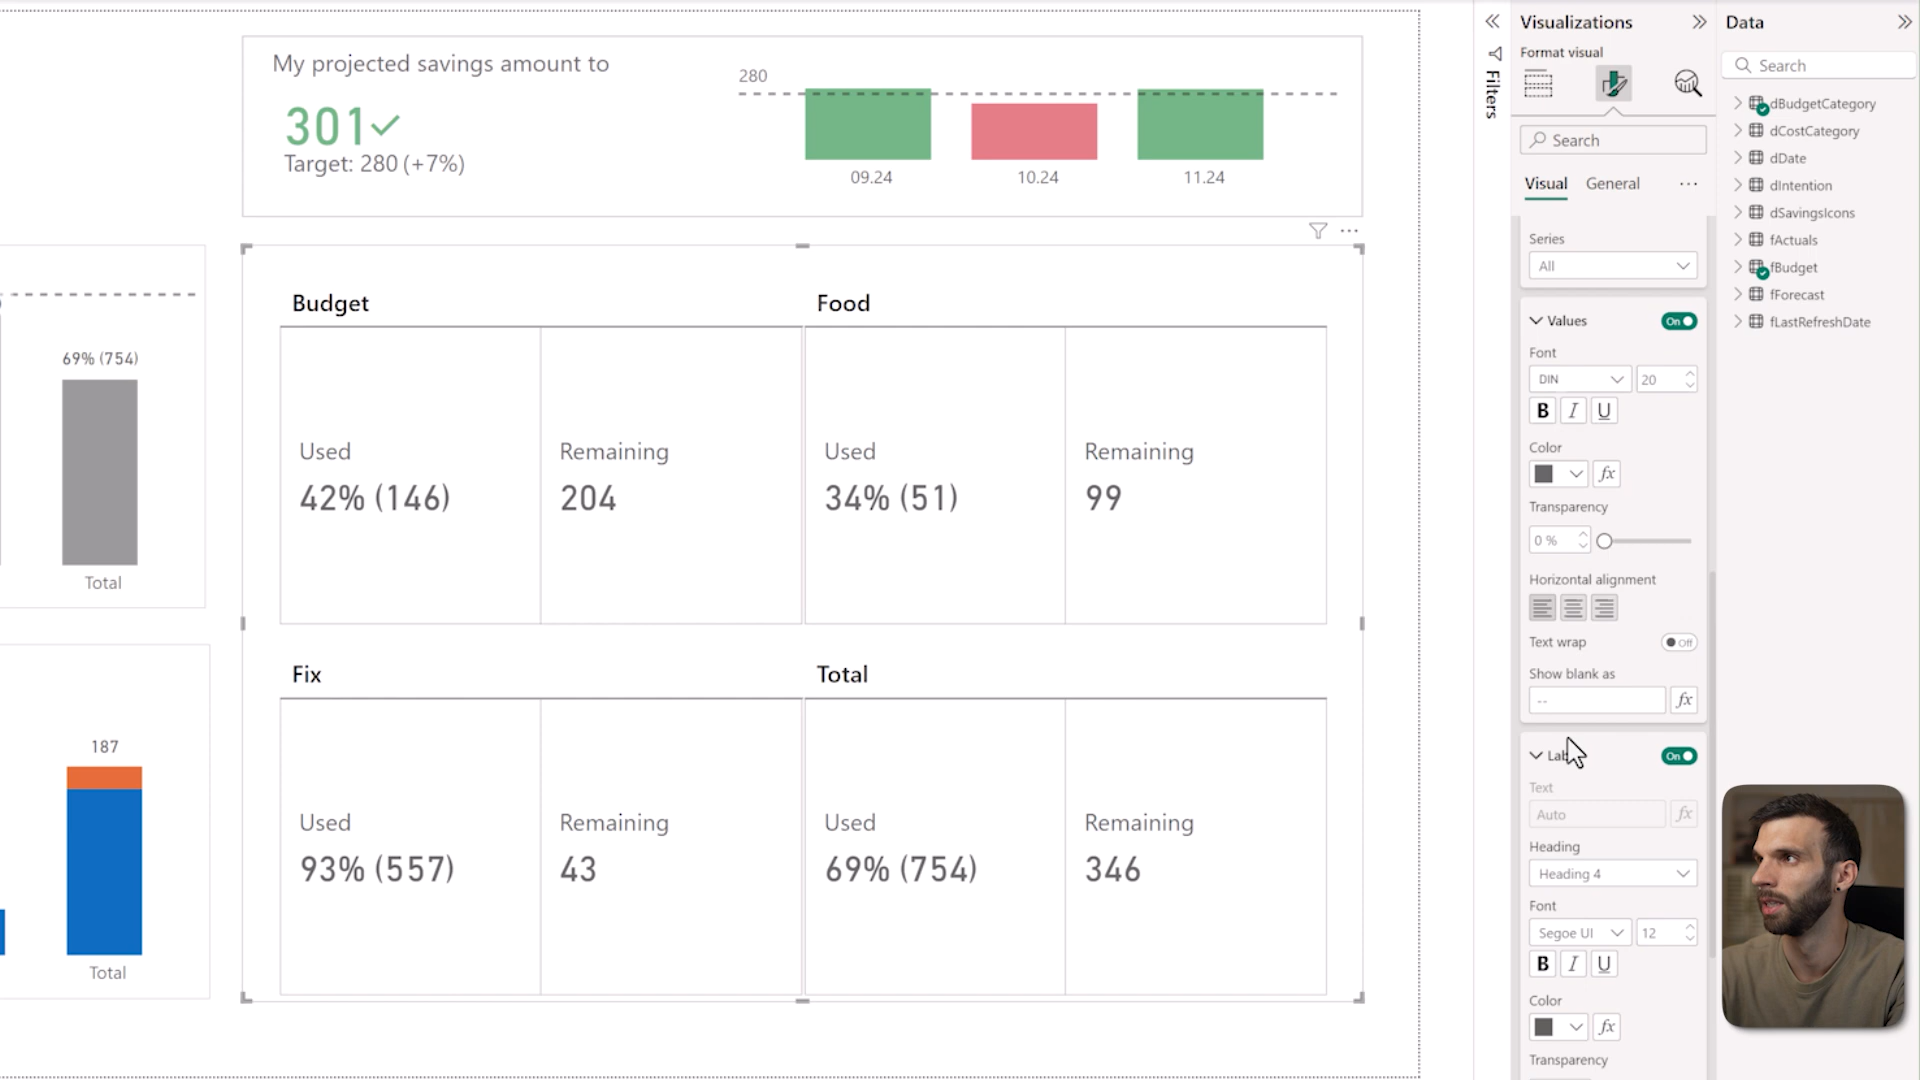 My projected savings amount to
301✓
Target: 280 (+7%)
280
09.24
10.24
11.24
69% (754)
Total
187
Total
Budget
Food
Used
42% (146)
Remaining
204
Used
34% (51)
Remaining
99
Fix
Total
Used
93% (557)
Remaining
43
Used
69% (754)
Remaining
346
Filters
Visualizations
Format visual
Search
Visual
General
Series
All
Values
On
Font
DIN
20
B
I
U
Color
fx
Transparency
0 %
Horizontal alignment
Text wrap
Off
Show blank as
--
fx
On
Text
Auto
fx
Heading
Heading 4
Font
Segoe UI
12
B
I
U
Color
fx
Transparency
Data
Search
dBudgetCategory
dCostCategory
dDate
dIntention
dSavingsIcons
fActuals
fBudget
fForecast
fLastRefreshDate